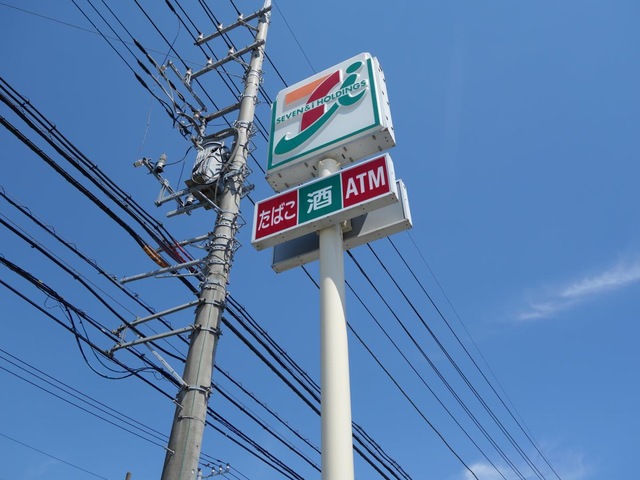 SEVEN&i HOLDINGS
たばこ 酒 ATM